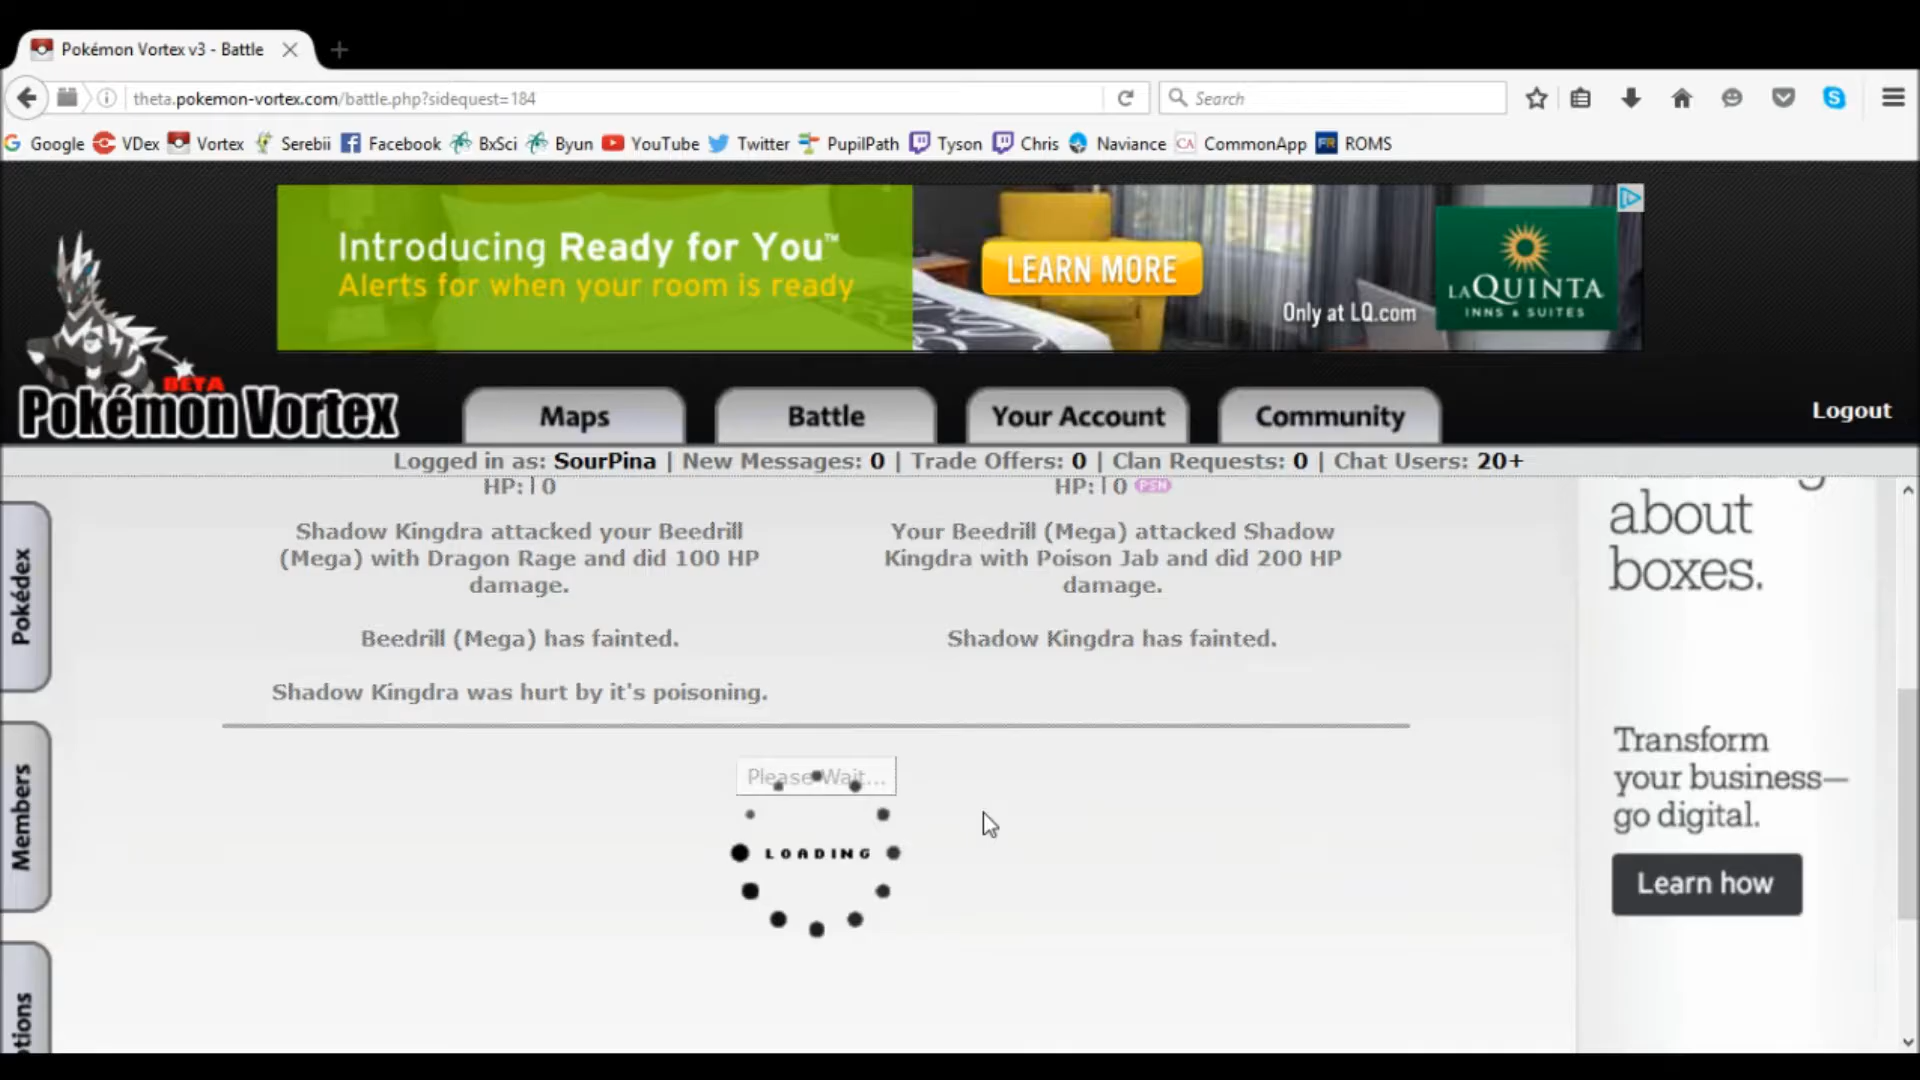 Pokémon Vortex v3 - Battle
theta.pokemon-vortex.com/battle.php?sidequest=184
Search
Google VDex Vortex Serebii Facebook BxSci Byun YouTube Twitter PupilPath Tyson Chris Naviance CA CommonApp FR ROMS
Introducing Ready for You™
Alerts for when your room is ready
LEARN MORE
Only at LQ.com
LAQUINTA
INNS & SUITES
BETA
Pokémon Vortex
Maps
Battle
Your Account
Community
Logout
Logged in as: SourPina | New Messages: 0 | Trade Offers: 0 | Clan Requests: 0 | Chat Users: 20+
HP: 0
HP: 0 PSN
Shadow Kingdra attacked your Beedrill
(Mega) with Dragon Rage and did 100 HP
damage.
Your Beedrill (Mega) attacked Shadow
Kingdra with Poison Jab and did 200 HP
damage.
Beedrill (Mega) has fainted.
Shadow Kingdra has fainted.
Shadow Kingdra was hurt by it's poisoning.
Please Wait...
LOADING
Pokédex
Members
about
boxes.
Transform
your business—
go digital.
Learn how